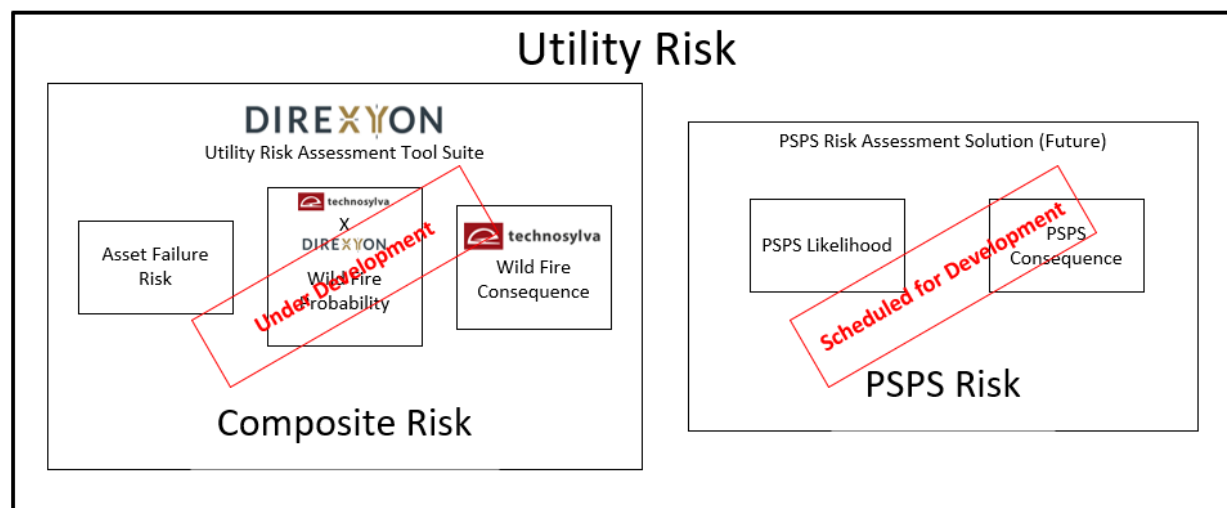 Utility Risk
DIREXYON
Utility Risk Assessment Tool Suite
Asset Failure
Risk
technosylva
X
DIREXYON
Wild Fire
Probability
technosylva
Wild Fire
Consequence
Under Development
Composite Risk
PSPS Risk Assessment Solution (Future)
PSPS Likelihood
PSPS
Consequence
Scheduled for Development
PSPS Risk